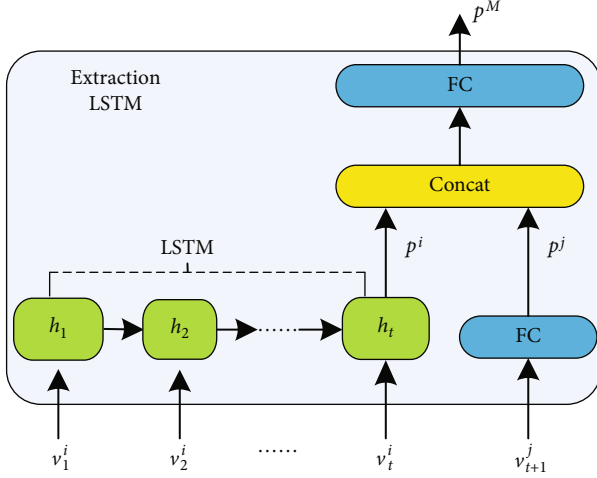 p^M
Extraction
LSTM
FC
Concat
LSTM
p^i
p^j
h_1
h_2
......
h_t
FC
v_1^i
v_2^i
......
v_t^i
v_{t+1}^j